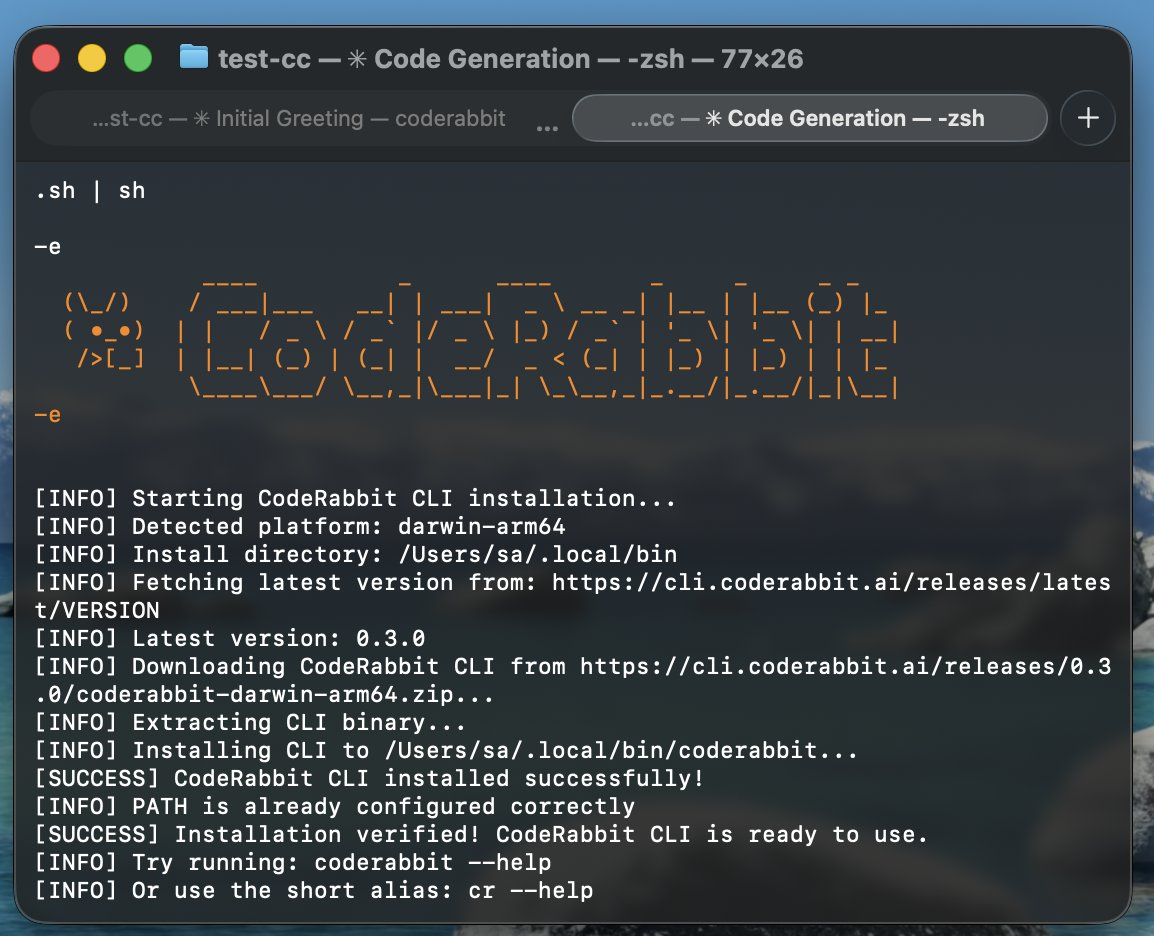 test-cc — ✳ Code Generation — -zsh — 77×26
...st-cc — ✳ Initial Greeting — coderabbit ... ...cc — ✳ Code Generation — -zsh +
.sh | sh
-e
CodeRabbit
-e
[INFO] Starting CodeRabbit CLI installation...
[INFO] Detected platform: darwin-arm64
[INFO] Install directory: /Users/sa/.local/bin
[INFO] Fetching latest version from: https://cli.coderabbit.ai/releases/lates
t/VERSION
[INFO] Latest version: 0.3.0
[INFO] Downloading CodeRabbit CLI from https://cli.coderabbit.ai/releases/0.3
.0/coderabbit-darwin-arm64.zip...
[INFO] Extracting CLI binary...
[INFO] Installing CLI to /Users/sa/.local/bin/coderabbit...
[SUCCESS] CodeRabbit CLI installed successfully!
[INFO] PATH is already configured correctly
[SUCCESS] Installation verified! CodeRabbit CLI is ready to use.
[INFO] Try running: coderabbit --help
[INFO] Or use the short alias: cr --help